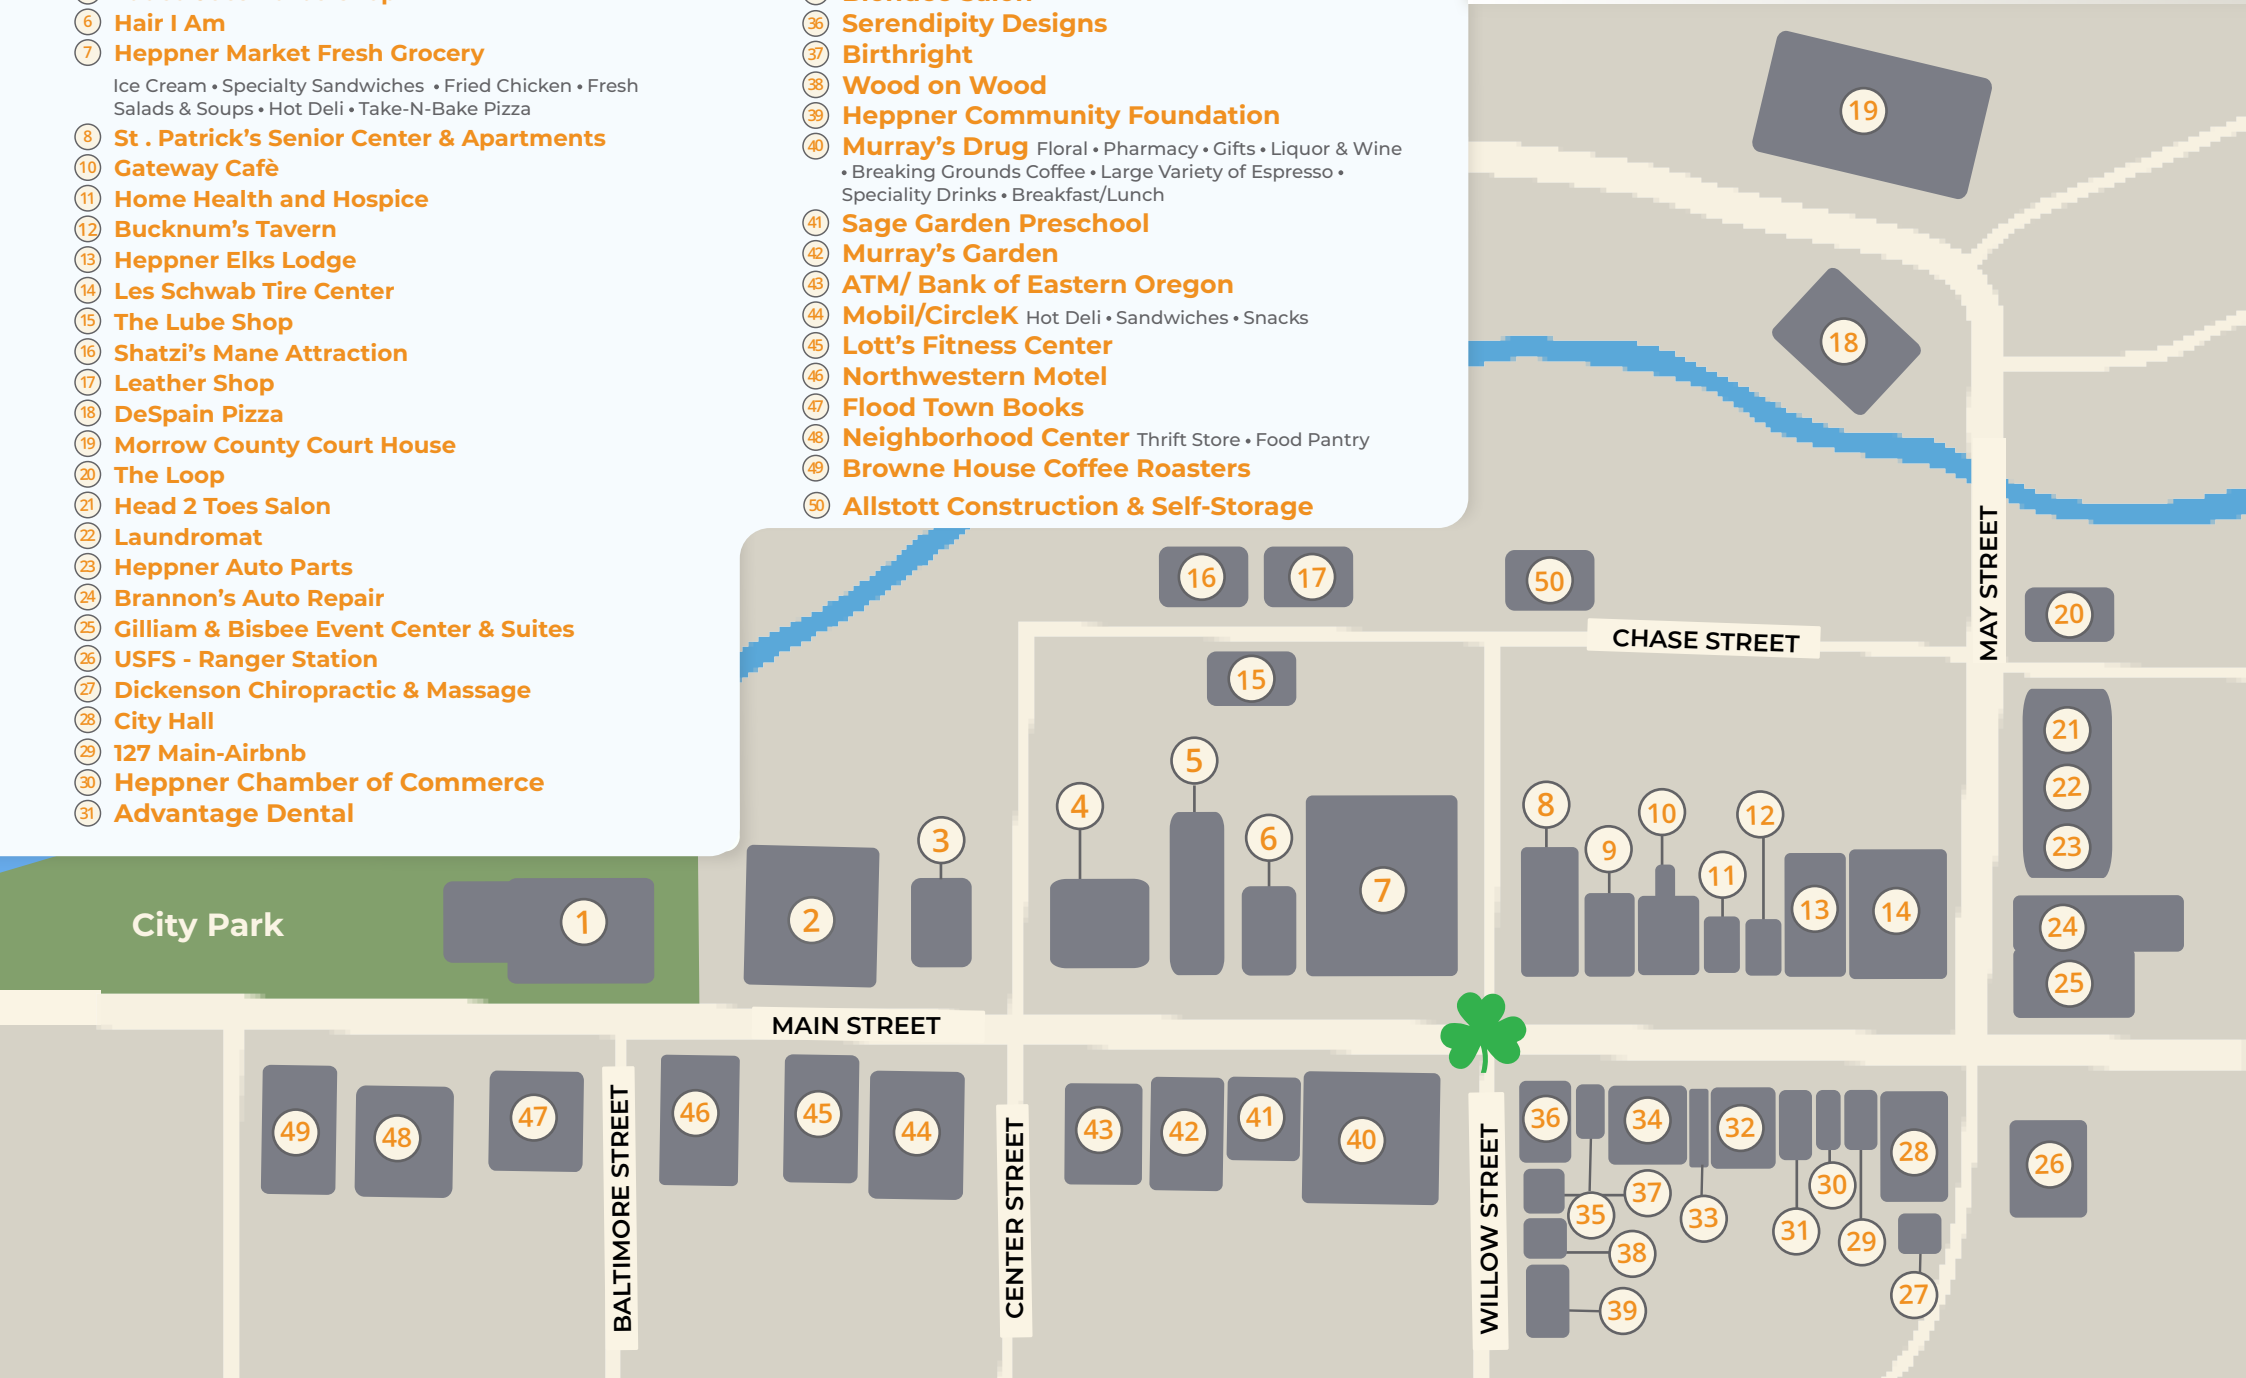 6 Hair I Am
7 Heppner Market Fresh Grocery
Ice Cream • Specialty Sandwiches • Fried Chicken • Fresh
Salads & Soups • Hot Deli • Take-N-Bake Pizza
8 St . Patrick’s Senior Center & Apartments
10 Gateway Cafè
11 Home Health and Hospice
12 Bucknum’s Tavern
13 Heppner Elks Lodge
14 Les Schwab Tire Center
15 The Lube Shop
16 Shatzi’s Mane Attraction
17 Leather Shop
18 DeSpain Pizza
19 Morrow County Court House
20 The Loop
21 Head 2 Toes Salon
22 Laundromat
23 Heppner Auto Parts
24 Brannon’s Auto Repair
25 Gilliam & Bisbee Event Center & Suites
26 USFS - Ranger Station
27 Dickenson Chiropractic & Massage
28 City Hall
29 127 Main-Airbnb
30 Heppner Chamber of Commerce
31 Advantage Dental
36 Serendipity Designs
37 Birthright
38 Wood on Wood
39 Heppner Community Foundation
40 Murray’s Drug Floral • Pharmacy • Gifts • Liquor & Wine
• Breaking Grounds Coffee • Large Variety of Espresso •
Speciality Drinks • Breakfast/Lunch
41 Sage Garden Preschool
42 Murray’s Garden
43 ATM/ Bank of Eastern Oregon
44 Mobil/CircleK Hot Deli • Sandwiches • Snacks
45 Lott’s Fitness Center
46 Northwestern Motel
47 Flood Town Books
48 Neighborhood Center Thrift Store • Food Pantry
49 Browne House Coffee Roasters
50 Allstott Construction & Self-Storage
19
18
MAY STREET
16
17
50
20
CHASE STREET
15
21
22
23
5
4
3
6
8
9
10
11
12
7
13
14
24
25
City Park
1
2
MAIN STREET
49
48
47
BALTIMORE STREET
46
45
44
CENTER STREET
43
42
41
40
WILLOW STREET
36
34
32
28
26
37
35
33
31
30
29
38
39
27